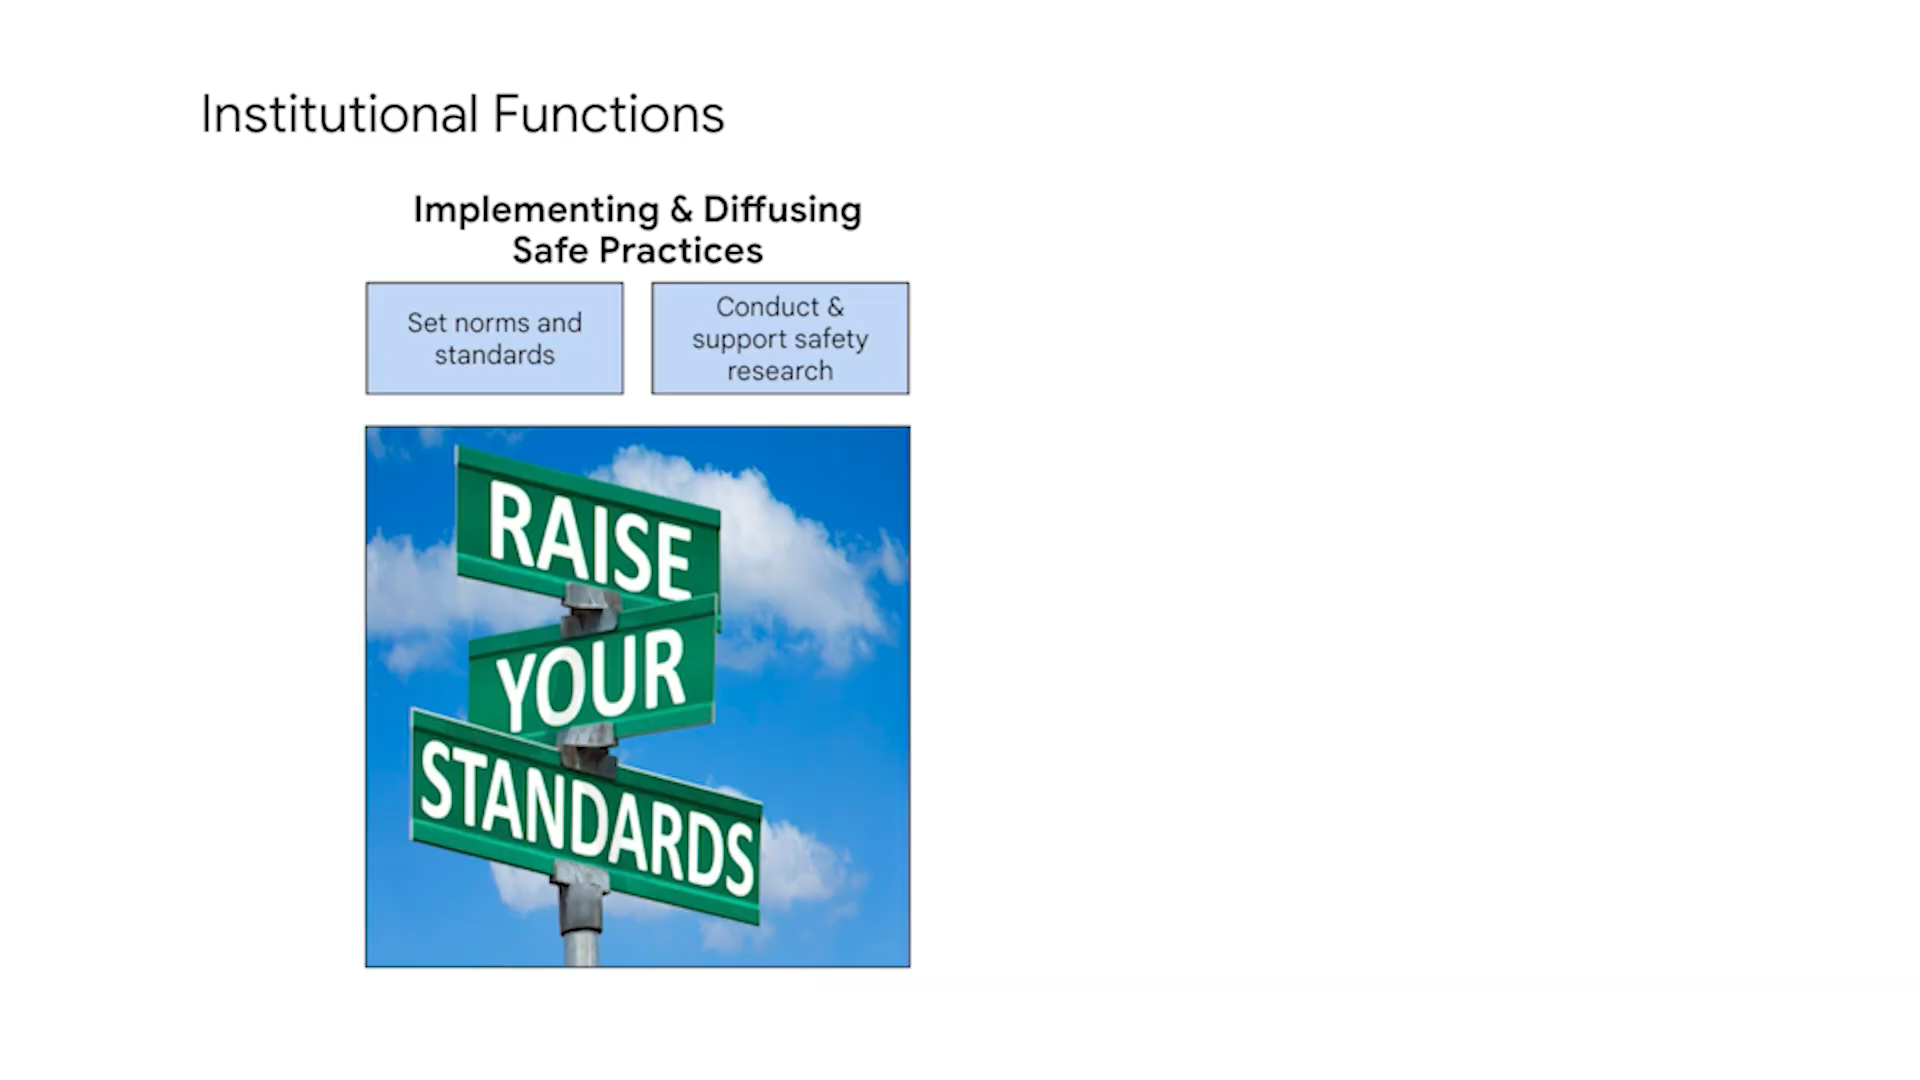 Institutional Functions
Implementing & Diffusing
Safe Practices
Set norms and
standards
Conduct &
support safety
research
RAISE
YOUR
STANDARDS